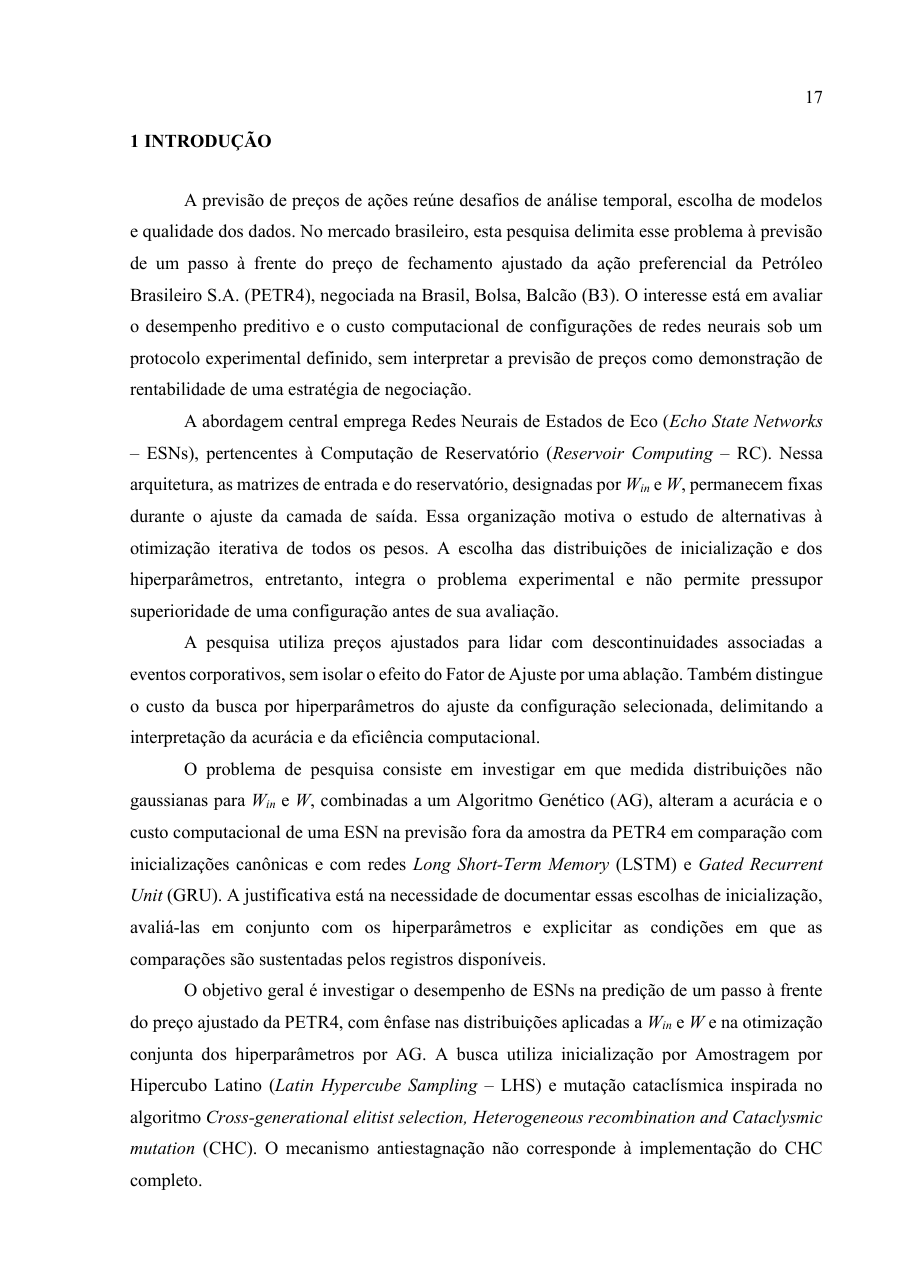 17
1 INTRODUÇÃO
A previsão de preços de ações reúne desafios de análise temporal, escolha de modelos
e qualidade dos dados. No mercado brasileiro, esta pesquisa delimita esse problema à previsão
de um passo à frente do preço de fechamento ajustado da ação preferencial da Petróleo
Brasileiro S.A. (PETR4), negociada na Brasil, Bolsa, Balcão (B3). O interesse está em avaliar
o desempenho preditivo e o custo computacional de configurações de redes neurais sob um
protocolo experimental definido, sem interpretar a previsão de preços como demonstração de
rentabilidade de uma estratégia de negociação.
A abordagem central emprega Redes Neurais de Estados de Eco (Echo State Networks
– ESNs), pertencentes à Computação de Reservatório (Reservoir Computing – RC). Nessa
arquitetura, as matrizes de entrada e do reservatório, designadas por Win e W, permanecem fixas
durante o ajuste da camada de saída. Essa organização motiva o estudo de alternativas à
otimização iterativa de todos os pesos. A escolha das distribuições de inicialização e dos
hiperparâmetros, entretanto, integra o problema experimental e não permite pressupor
superioridade de uma configuração antes de sua avaliação.
A pesquisa utiliza preços ajustados para lidar com descontinuidades associadas a
eventos corporativos, sem isolar o efeito do Fator de Ajuste por uma ablação. Também distingue
o custo da busca por hiperparâmetros do ajuste da configuração selecionada, delimitando a
interpretação da acurácia e da eficiência computacional.
O problema de pesquisa consiste em investigar em que medida distribuições não
gaussianas para Win e W, combinadas a um Algoritmo Genético (AG), alteram a acurácia e o
custo computacional de uma ESN na previsão fora da amostra da PETR4 em comparação com
inicializações canônicas e com redes Long Short-Term Memory (LSTM) e Gated Recurrent
Unit (GRU). A justificativa está na necessidade de documentar essas escolhas de inicialização,
avaliá-las em conjunto com os hiperparâmetros e explicitar as condições em que as
comparações são sustentadas pelos registros disponíveis.
O objetivo geral é investigar o desempenho de ESNs na predição de um passo à frente
do preço ajustado da PETR4, com ênfase nas distribuições aplicadas a Win e W e na otimização
conjunta dos hiperparâmetros por AG. A busca utiliza inicialização por Amostragem por
Hipercubo Latino (Latin Hypercube Sampling – LHS) e mutação cataclísmica inspirada no
algoritmo Cross-generational elitist selection, Heterogeneous recombination and Cataclysmic
mutation (CHC). O mecanismo antiestagnação não corresponde à implementação do CHC
completo.